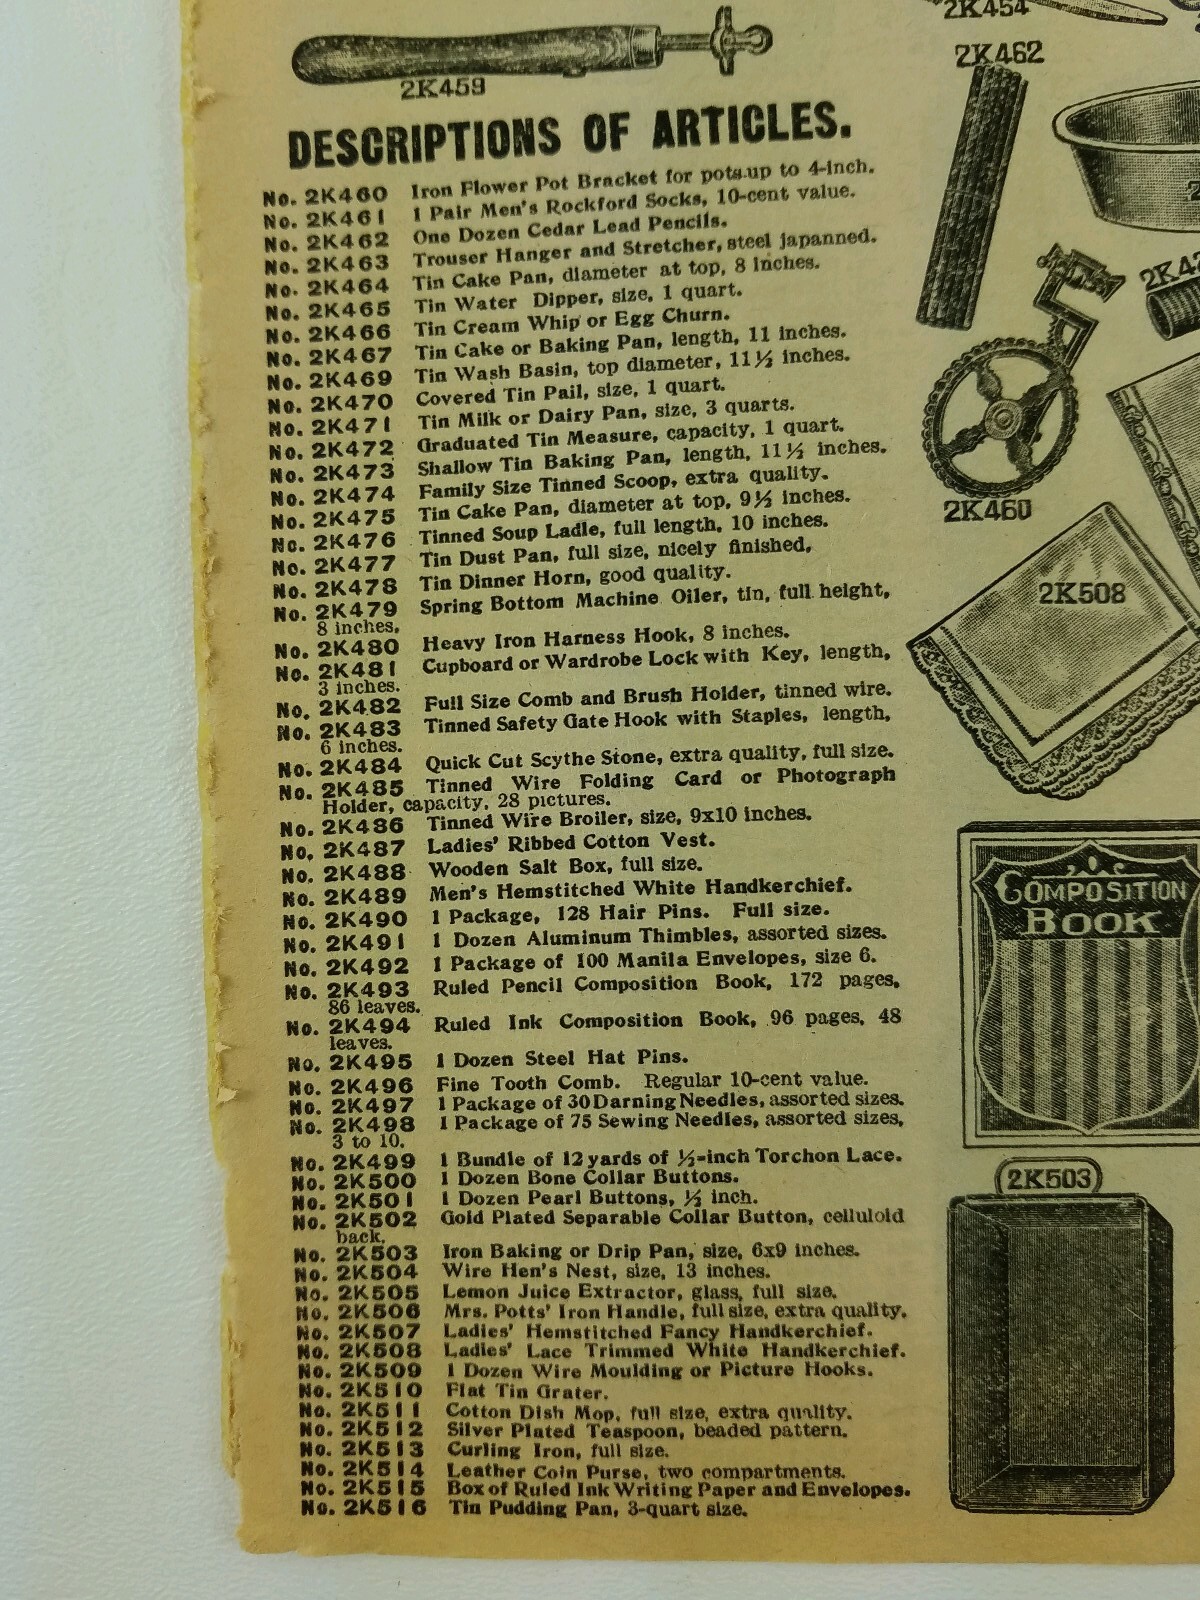 2K454
2K462
2K459
DESCRIPTIONS OF ARTICLES.
No. 2K460 Iron Flower Pot Bracket for pots up to 4-inch.
No. 2K461 1 Pair Men's Rockford Socks, 10-cent value.
No. 2K462 One Dozen Cedar Lead Pencils.
No. 2K463 Trouser Hanger and Stretcher, steel japanned.
No. 2K464 Tin Cake Pan, diameter at top, 8 inches.
No. 2K465 Tin Water Dipper, size, 1 quart.
No. 2K466 Tin Cream Whip or Egg Churn.
No. 2K467 Tin Cake or Baking Pan, length, 11 inches.
No. 2K469 Tin Wash Basin, top diameter, 11½ inches.
No. 2K470 Covered Tin Pail, size, 1 quart.
No. 2K471 Tin Milk or Dairy Pan, size, 3 quarts.
No. 2K472 Graduated Tin Measure, capacity, 1 quart.
No. 2K473 Shallow Tin Baking Pan, length, 11½ inches.
No. 2K474 Family Size Tinned Scoop, extra quality.
No. 2K475 Tin Cake Pan, diameter at top, 9½ inches.
No. 2K476 Tinned Soup Ladle, full length, 10 inches.
No. 2K477 Tin Dust Pan, full size, nicely finished.
No. 2K478 Tin Dinner Horn, good quality.
No. 2K479 Spring Bottom Machine Oiler, tin, full height,
8 inches.
No. 2K480 Heavy Iron Harness Hook, 8 inches.
No. 2K481 Cupboard or Wardrobe Lock with Key, length,
3 inches.
No. 2K482 Full Size Comb and Brush Holder, tinned wire.
No. 2K483 Tinned Safety Gate Hook with Staples, length,
6 inches.
No. 2K484 Quick Cut Scythe Stone, extra quality, full size.
No. 2K485 Tinned Wire Folding Card or Photograph
Holder, capacity, 28 pictures.
No. 2K486 Tinned Wire Broiler, size, 9x10 inches.
No. 2K487 Ladies' Ribbed Cotton Vest.
No. 2K488 Wooden Salt Box, full size.
No. 2K489 Men's Hemstitched White Handkerchief.
No. 2K490 1 Package, 128 Hair Pins. Full size.
No. 2K491 1 Dozen Aluminum Thimbles, assorted sizes.
No. 2K492 1 Package of 100 Manila Envelopes, size 6.
No. 2K493 Ruled Pencil Composition Book, 172 pages,
86 leaves.
No. 2K494 Ruled Ink Composition Book, 96 pages, 48
leaves.
No. 2K495 1 Dozen Steel Hat Pins.
No. 2K496 Fine Tooth Comb. Regular 10-cent value.
No. 2K497 1 Package of 30 Darning Needles, assorted sizes.
No. 2K498 1 Package of 75 Sewing Needles, assorted sizes,
3 to 10.
No. 2K499 1 Bundle of 12 yards of ½-inch Torchon Lace.
No. 2K500 1 Dozen Bone Collar Buttons.
No. 2K501 1 Dozen Pearl Buttons, ½ inch.
No. 2K502 Gold Plated Separable Collar Button, celluloid
back.
No. 2K503 Iron Baking or Drip Pan, size, 6x9 inches.
No. 2K504 Wire Hen's Nest, size, 13 inches.
No. 2K505 Lemon Juice Extractor, glass, full size.
No. 2K506 Mrs. Potts' Iron Handle, full size, extra quality.
No. 2K507 Ladies' Hemstitched Fancy Handkerchief.
No. 2K508 Ladies' Lace Trimmed White Handkerchief.
No. 2K509 1 Dozen Wire Moulding or Picture Hooks.
No. 2K510 Flat Tin Grater.
No. 2K511 Cotton Dish Mop, full size, extra quality.
No. 2K512 Silver Plated Teaspoon, beaded pattern.
No. 2K513 Curling Iron, full size.
No. 2K514 Leather Coin Purse, two compartments.
No. 2K515 Box of Ruled Ink Writing Paper and Envelopes.
No. 2K516 Tin Pudding Pan, 3-quart size.
2K460
2K508
COMPOSITION
BOOK
2K503